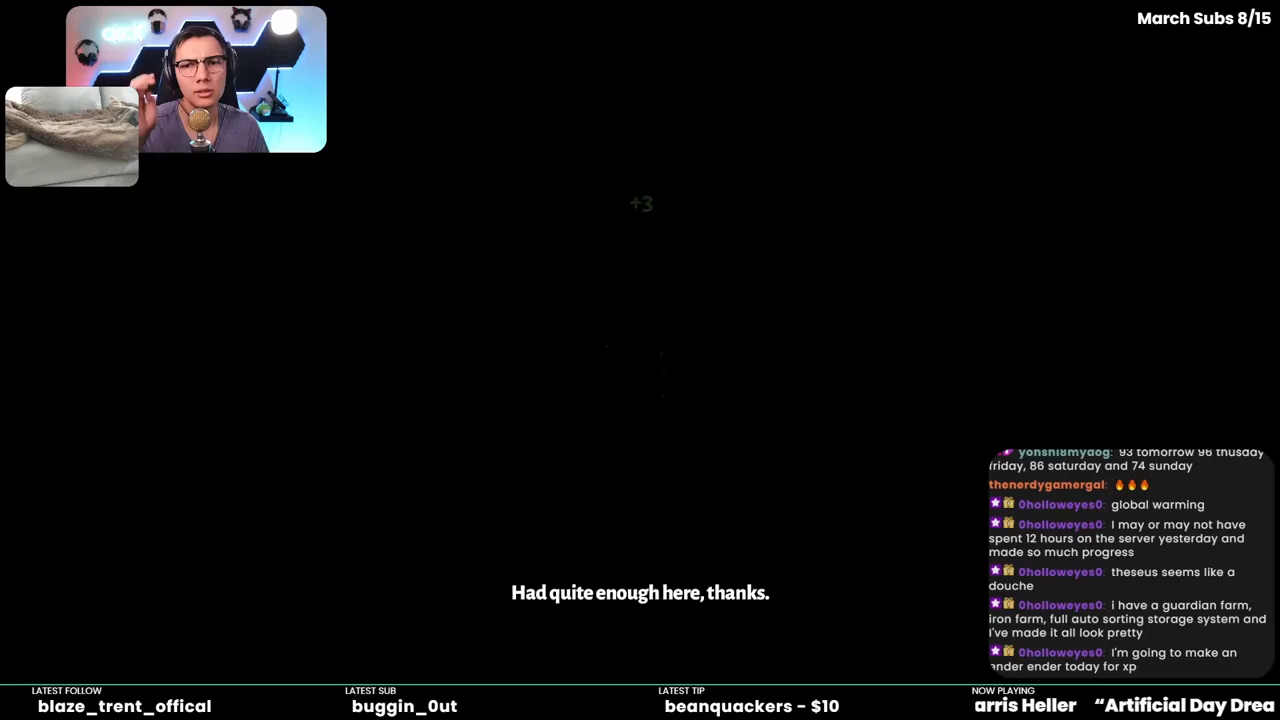 March Subs 8/15
+3
yonshi8mydog: 93 tomorrow 96 thusday
friday, 86 saturday and 74 sunday
thenerdygamergal: 🔥🔥🔥
0holloweyes0: global warming
0holloweyes0: I may or may not have
spent 12 hours on the server yesterday and
made so much progress
0holloweyes0: theseus seems like a
douche
0holloweyes0: i have a guardian farm,
iron farm, full auto sorting storage system and
I've made it all look pretty
0holloweyes0: I'm going to make an
ender ender today for xp
Had quite enough here, thanks.
LATEST FOLLOW
blaze_trent_offical
LATEST SUB
buggin_0ut
LATEST TIP
beanquackers - $10
NOW PLAYING
arris Heller “Artificial Day Drea